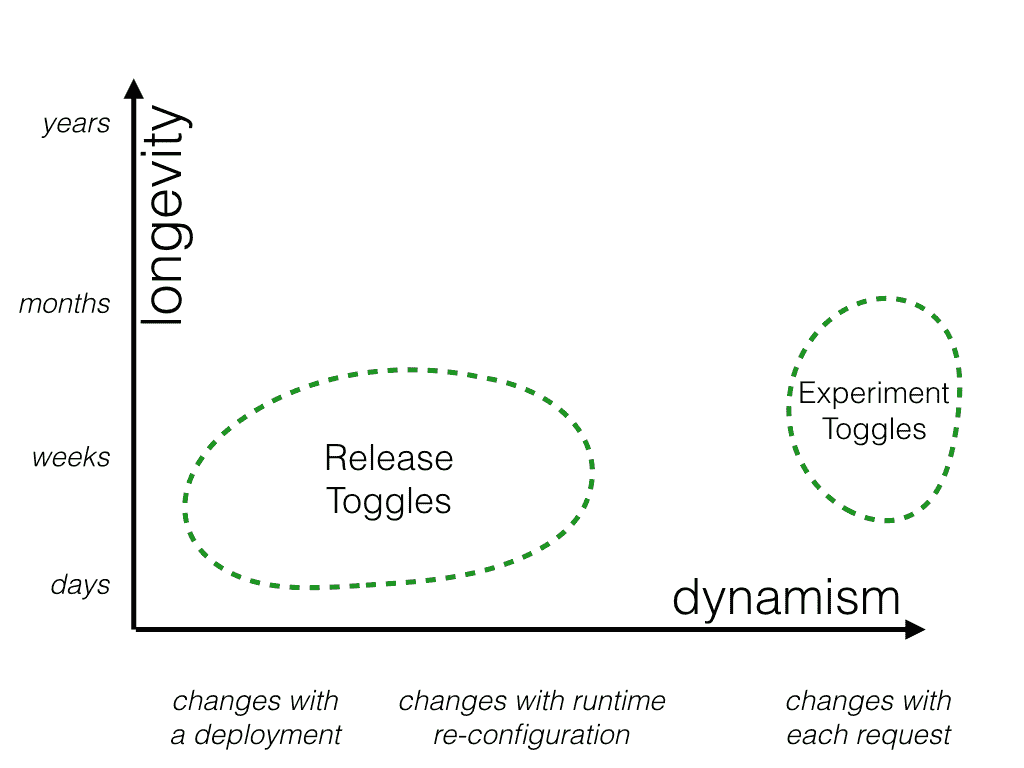 years
longevity
months
Experiment
Toggles
Release
Toggles
weeks
days
dynamism
changes with
a deployment
changes with runtime
re-configuration
changes with
each request